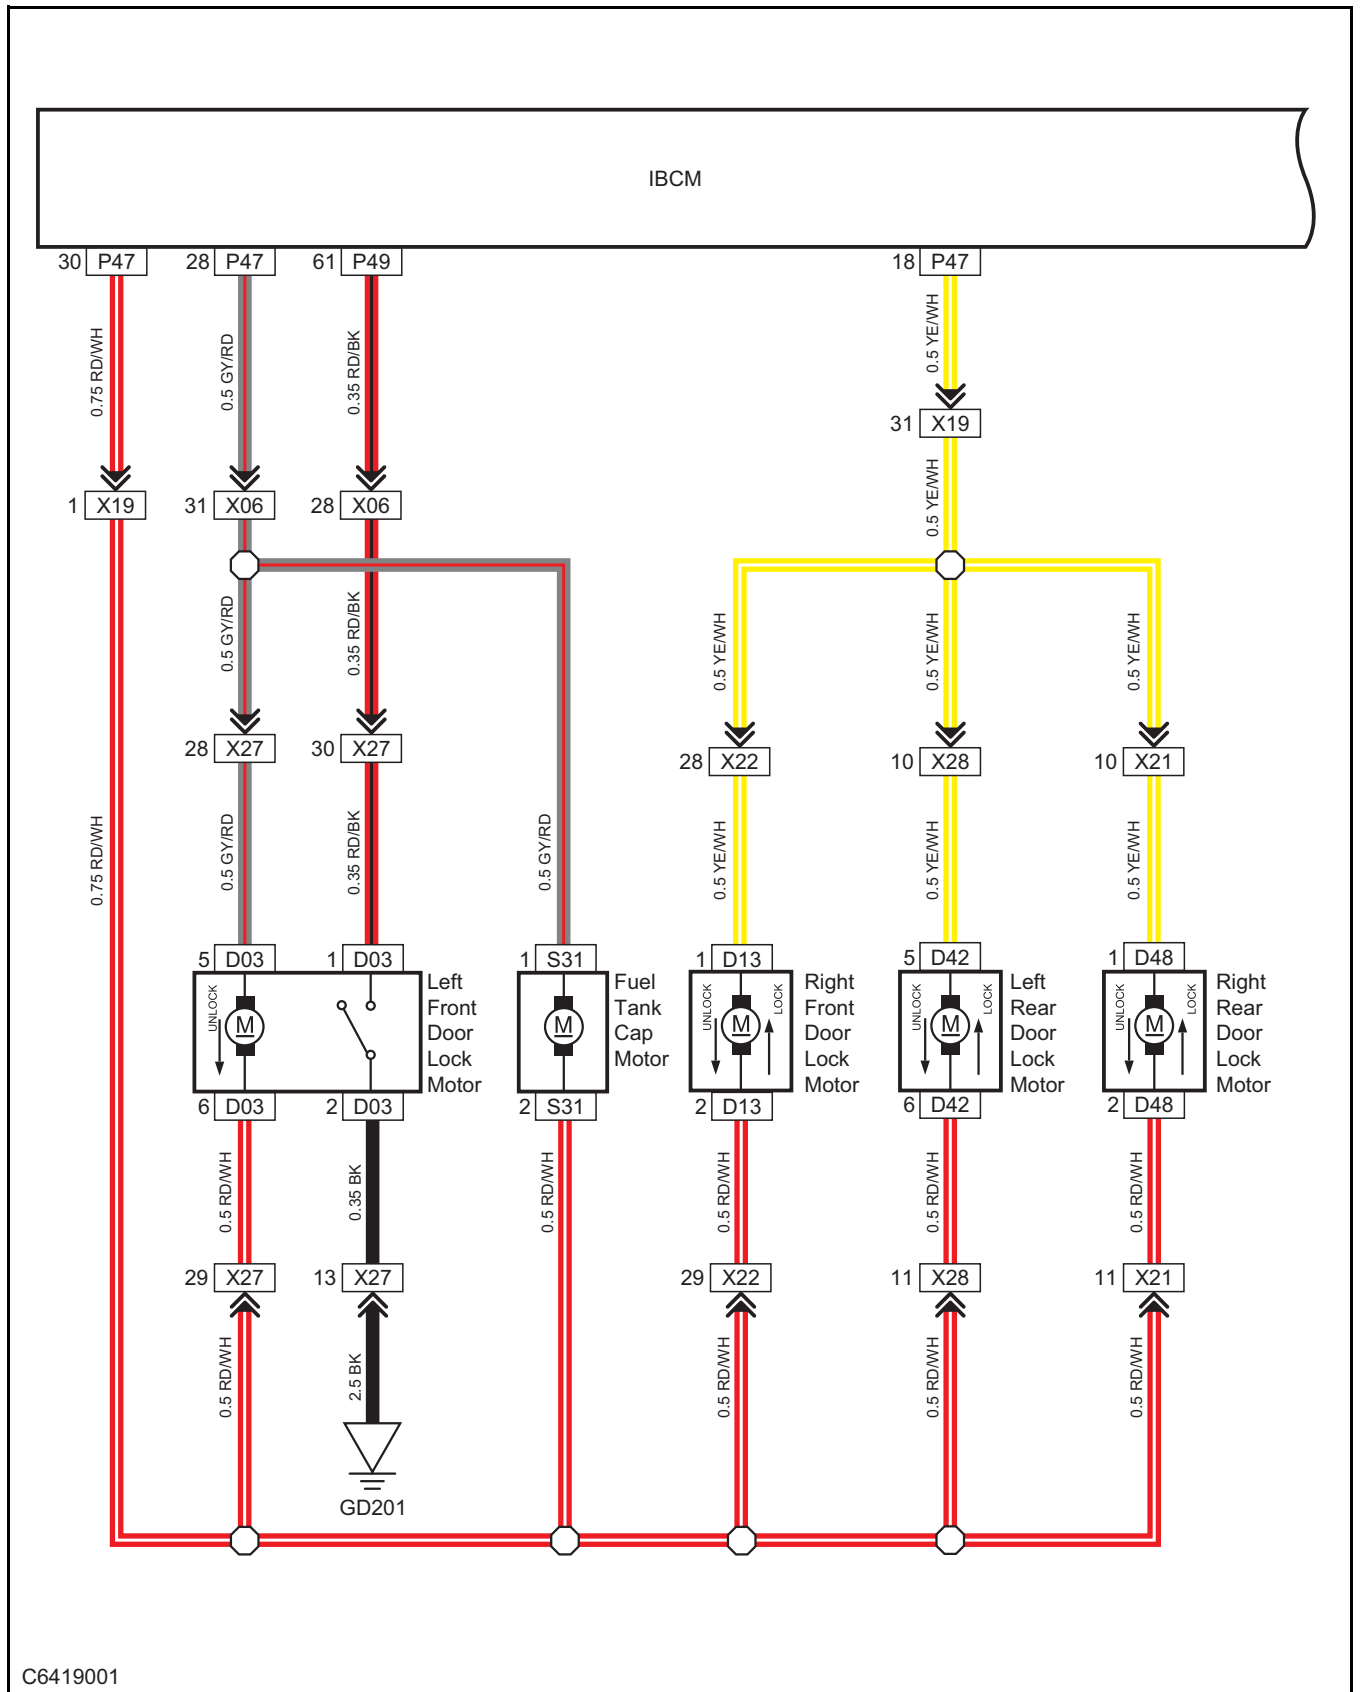 IBCM
30 P47
28 P47
61 P49
18 P47
0.75 RD/WH
0.5 GY/RD
0.35 RD/BK
0.5 YE/WH
31 X19
1 X19
31 X06
28 X06
0.5 YE/WH
0.5 GY/RD
0.35 RD/BK
0.5 YE/WH
0.5 YE/WH
0.5 YE/WH
28 X27
30 X27
28 X22
10 X28
10 X21
0.75 RD/WH
0.5 GY/RD
0.35 RD/BK
0.5 GY/RD
0.5 YE/WH
0.5 YE/WH
0.5 YE/WH
5 D03
1 D03
1 S31
1 D13
5 D42
1 D48
UNLOCK
M
Left
Front
Door
Lock
Motor
M
Fuel
Tank
Cap
Motor
UNLOCK
M
LOCK
Right
Front
Door
Lock
Motor
UNLOCK
M
LOCK
Left
Rear
Door
Lock
Motor
UNLOCK
M
LOCK
Right
Rear
Door
Lock
Motor
6 D03
2 D03
2 S31
2 D13
6 D42
2 D48
0.5 RD/WH
0.35 BK
0.5 RD/WH
0.5 RD/WH
0.5 RD/WH
0.5 RD/WH
29 X27
13 X27
29 X22
11 X28
11 X21
0.5 RD/WH
2.5 BK
0.5 RD/WH
0.5 RD/WH
0.5 RD/WH
GD201
C6419001